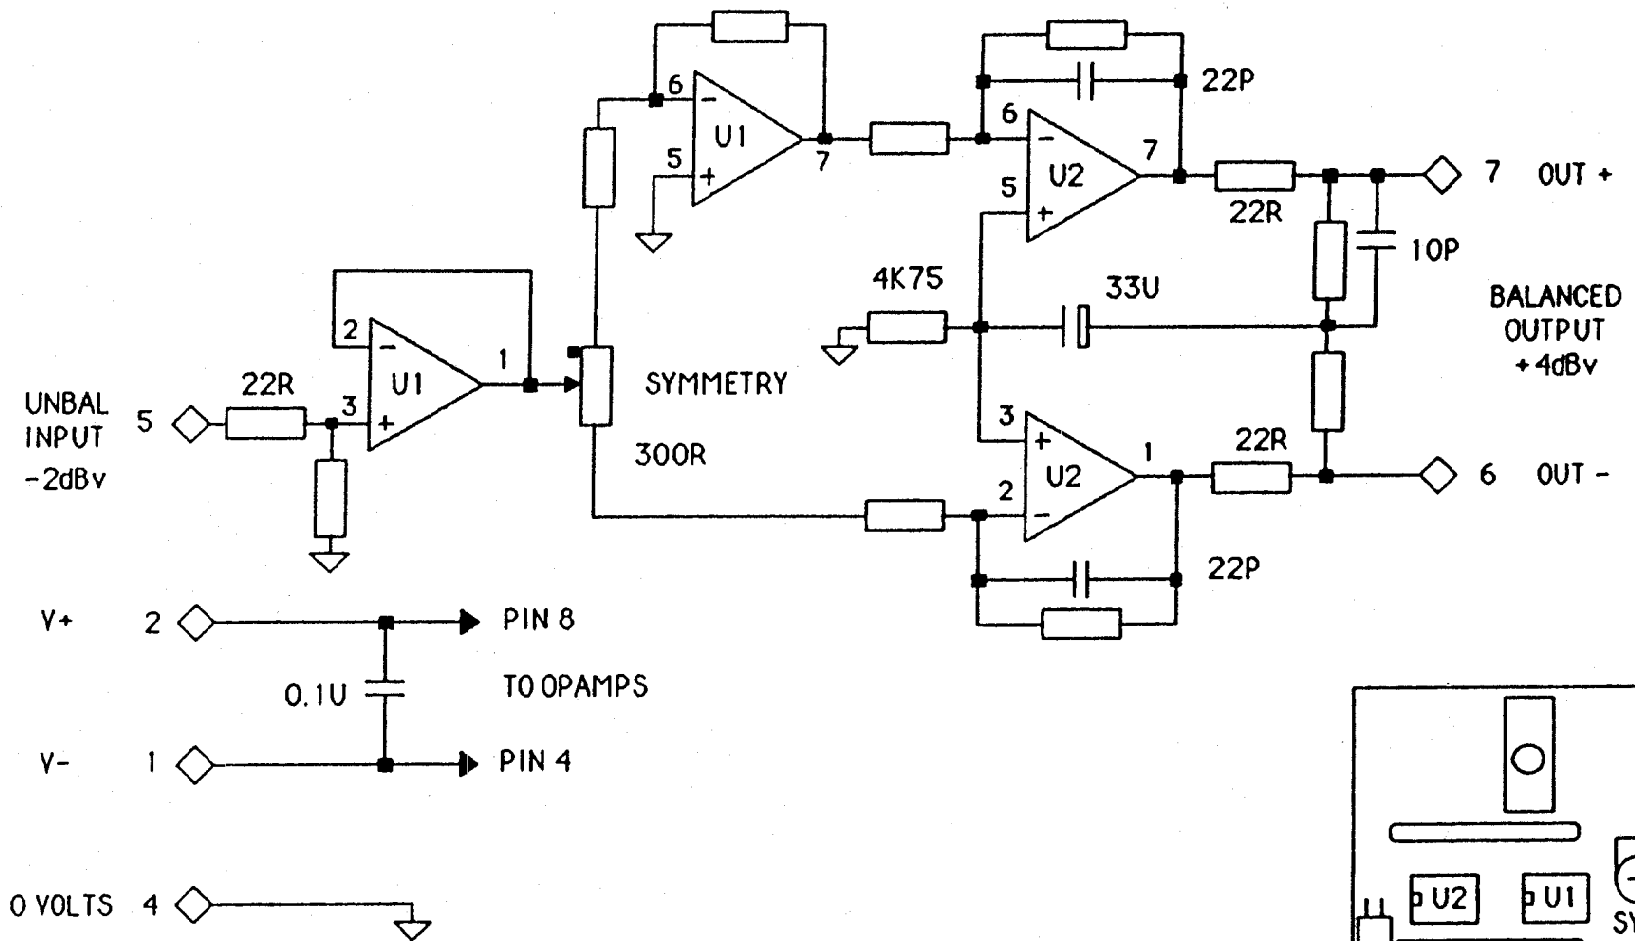 6
-
U1
5
+
7
22P
6
-
U2
7
5
+
22R
7 OUT +
10P
4K75
33U
BALANCED
OUTPUT
+4dBv
2
-
U1
1
3
+
22R
UNBAL
INPUT
-2dBv
5
SYMMETRY
300R
3
+
U2
1
2
-
22R
6 OUT -
22P
V+ 2
PIN 8
0.1U
TO OPAMPS
V- 1
PIN 4
0 VOLTS 4
U2
U1
SY